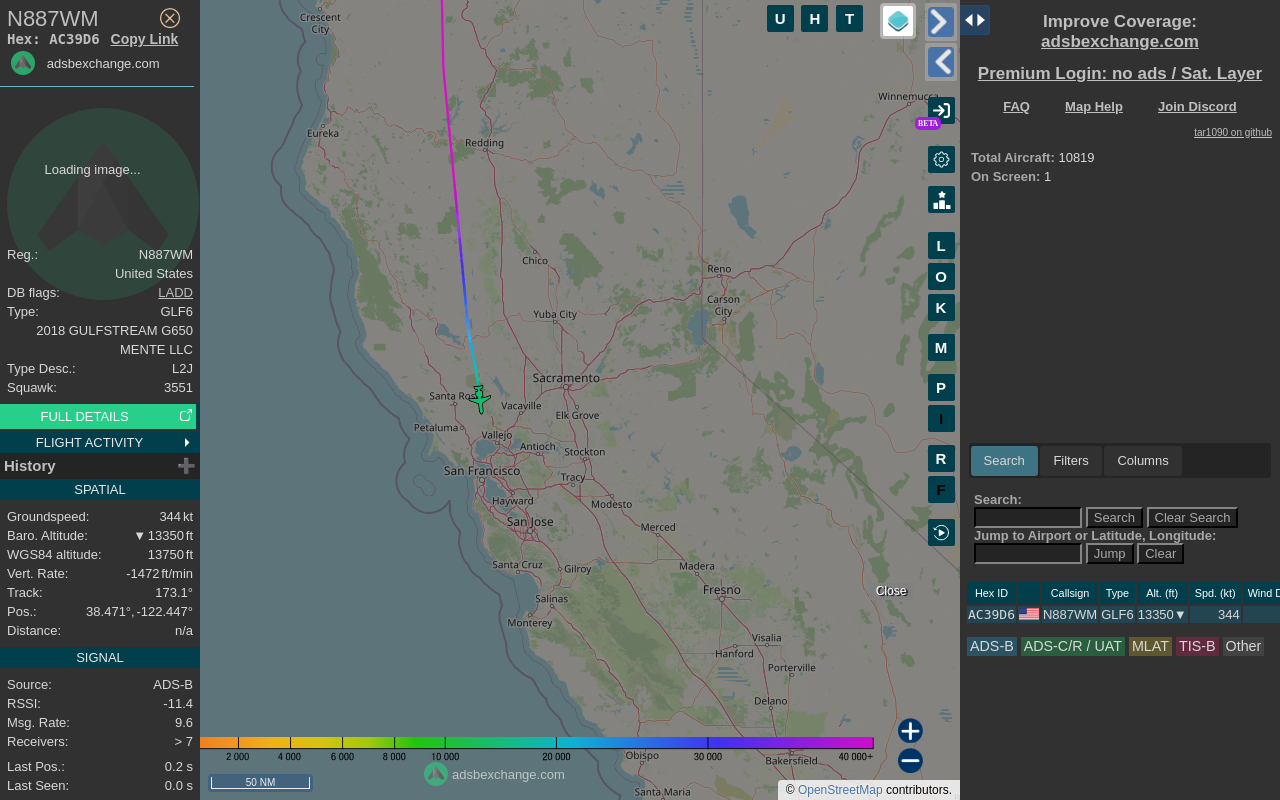 N887WM
Hex: AC39D6 Copy Link
adsbexchange.com
Loading image...
Reg.: N887WM
United States
DB flags: LADD
Type: GLF6
2018 GULFSTREAM G650
MENTE LLC
Type Desc.: L2J
Squawk: 3551
FULL DETAILS
FLIGHT ACTIVITY
History
SPATIAL
Groundspeed: 344 kt
Baro. Altitude: ▼ 13350 ft
WGS84 altitude: 13750 ft
Vert. Rate: -1472 ft/min
Track: 173.1°
Pos.: 38.471°, -122.447°
Distance: n/a
SIGNAL
Source: ADS-B
RSSI: -11.4
Msg. Rate: 9.6
Receivers: > 7
Last Pos.: 0.2 s
Last Seen: 0.0 s
U H T
Crescent
City
Winnemucca
BETA
Eureka
Redding
L
O
K
M
P
I
R
F
Chico
Reno
Carson
City
Yuba City
Sacramento
Santa Rosa
Vacaville
Elk Grove
Petaluma
Vallejo
Antioch
Stockton
San Francisco
Tracy
Hayward
Modesto
San Jose
Merced
Santa Cruz
Gilroy
Madera
Salinas
Fresno
Close
Monterey
Visalia
Hanford
Porterville
Delano
Obispo
Bakersfield
Santa Maria
2 000 4 000 6 000 8 000 10 000 20 000 30 000 40 000+
adsbexchange.com
50 NM
© OpenStreetMap contributors.
Improve Coverage:
adsbexchange.com
Premium Login: no ads / Sat. Layer
FAQ Map Help Join Discord
tar1090 on github
Total Aircraft: 10819
On Screen: 1
Search Filters Columns
Search:
Search Clear Search
Jump to Airport or Latitude, Longitude:
Jump Clear
Hex ID Callsign Type Alt. (ft) Spd. (kt) Wind D
AC39D6 N887WM GLF6 13350▼ 344
ADS-B ADS-C/R / UAT MLAT TIS-B Other